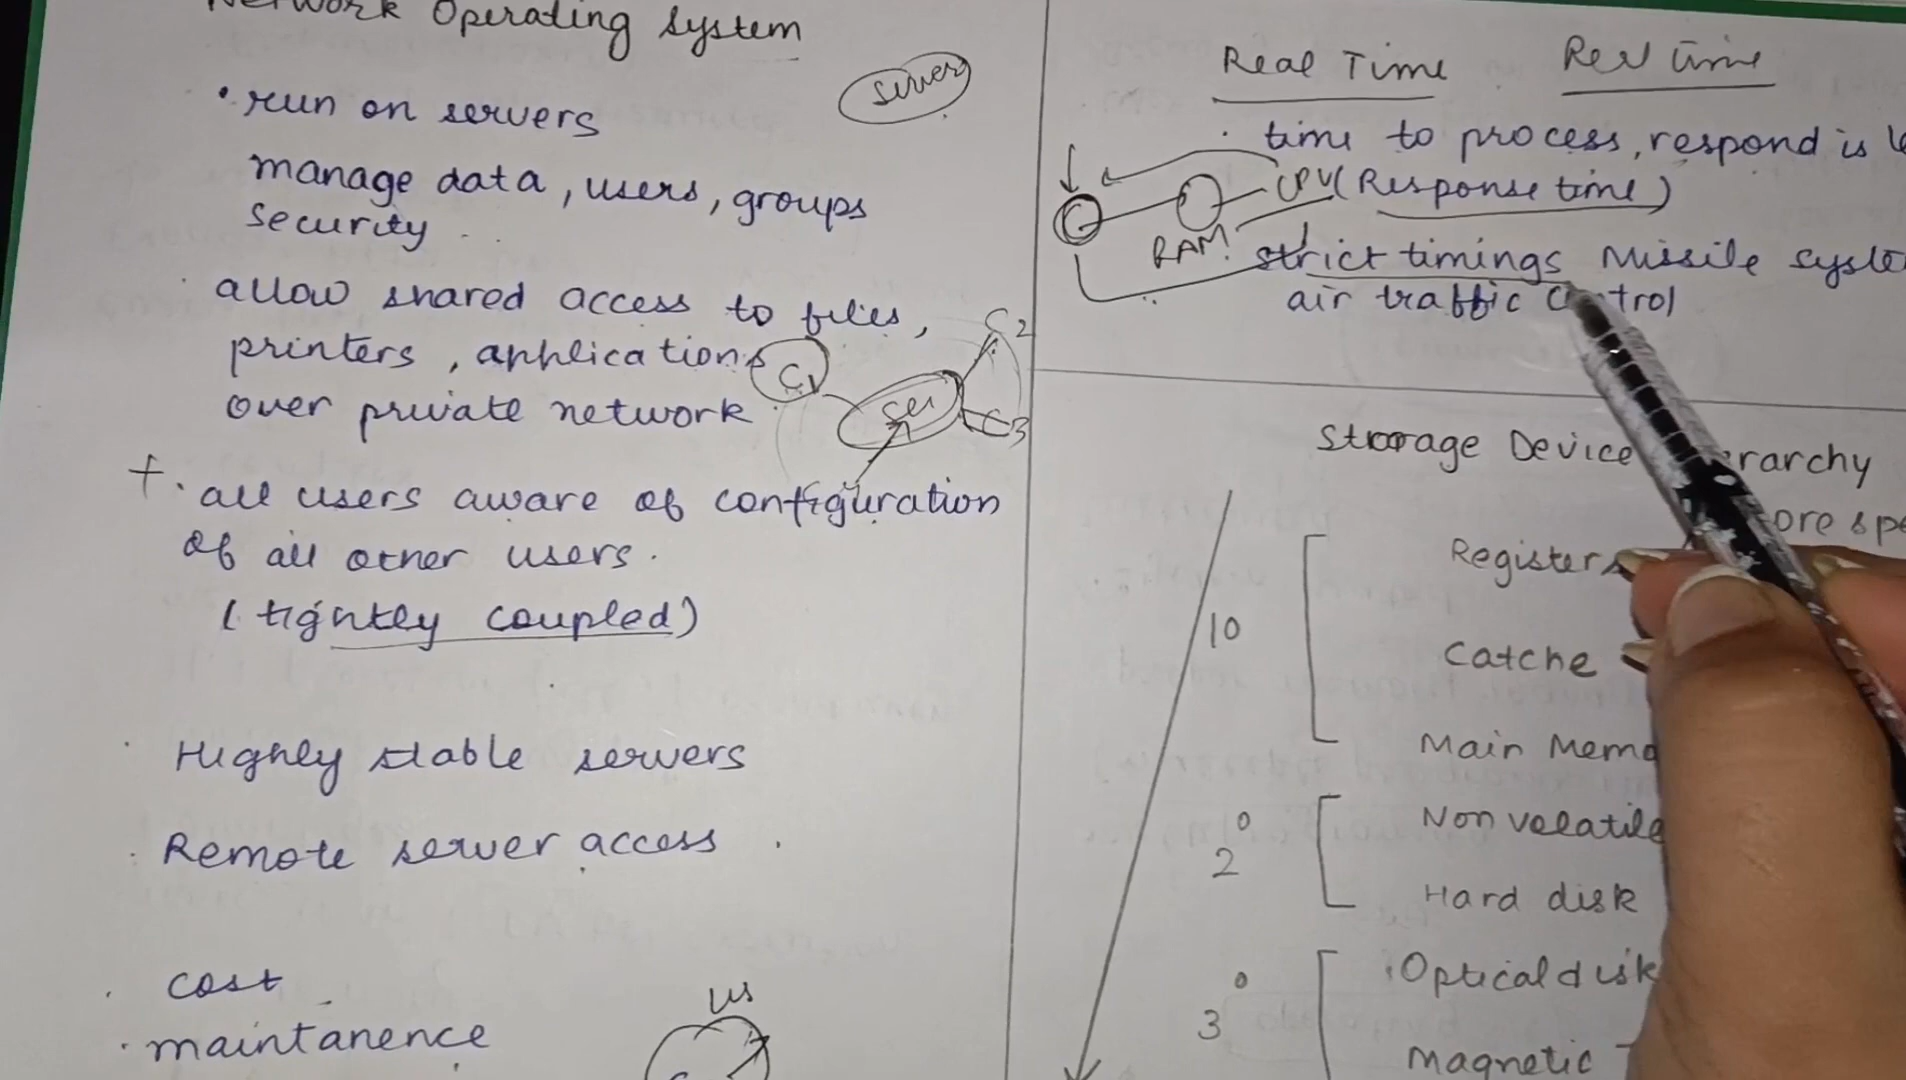 Network Operating System
server
run on servers
manage data, users, groups
security
allow shared access to files,
printers, applications
over private network
C1
ser
C2
C3
+ all users aware of configuration
of all other users.
(tightly coupled)
Highly stable servers
Remote server access
cost
maintanence
us
Real Time
time to process, respond is
CPU (Response time)
RAM
strict timings Missile
air traffic
Storage Device
Registers
Catche
Main
10
Non volatile
Hard disk
2°
Optical disk
Magnetic
3°